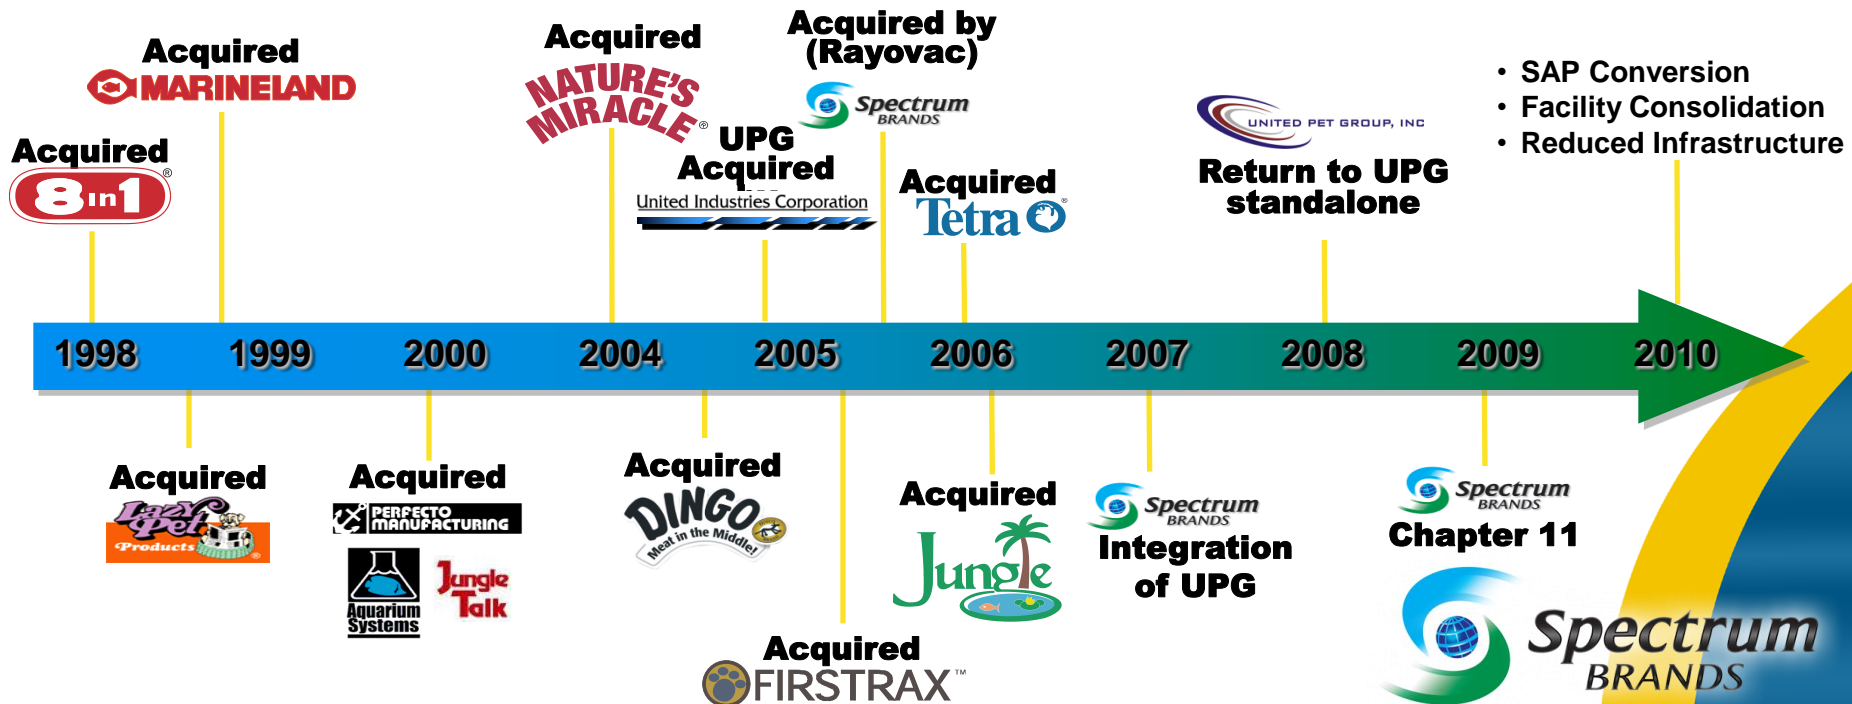 Acquired
MARINELAND
Acquired
8in1®
Acquired
NATURE'S
MIRACLE®
UPG
Acquired
United Industries Corporation
Acquired by
(Rayovac)
Spectrum
BRANDS
Acquired
Tetra®
UNITED PET GROUP, INC
Return to UPG
standalone
• SAP Conversion
• Facility Consolidation
• Reduced Infrastructure
1998
1999
2000
2004
2005
2006
2007
2008
2009
2010
Acquired
Lazy
Pet
Products®
Acquired
PERFECTO
MANUFACTURING
Aquarium
Systems
Jungle
Talk
Acquired
DINGO
Meat in the Middle!
Acquired
FIRSTRAX™
Acquired
Jungle
Spectrum
BRANDS
Integration
of UPG
Spectrum
BRANDS
Chapter 11
Spectrum
BRANDS